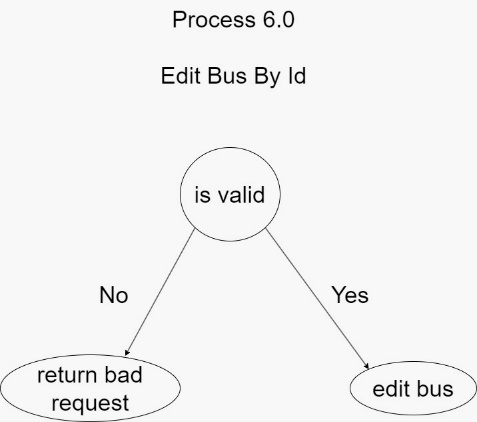 Process 6.0
Edit Bus By Id
is valid
No
Yes
return bad
request
edit bus